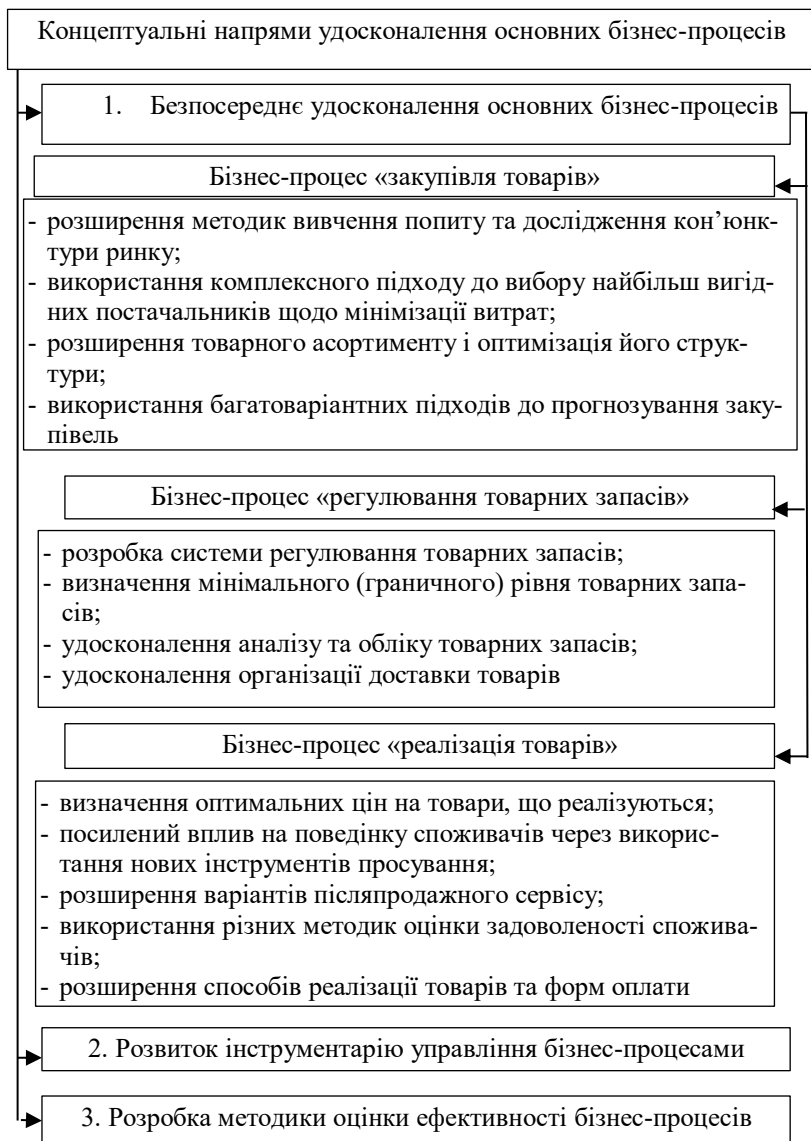 Концептуальні напрями удосконалення основних бізнес-процесів
1. Безпосереднє удосконалення основних бізнес-процесів
Бізнес-процес «закупівля товарів»
- розширення методик вивчення попиту та дослідження кон’юнк-
тури ринку;
- використання комплексного підходу до вибору найбільш вигід-
них постачальників щодо мінімізації витрат;
- розширення товарного асортименту і оптимізація його струк-
тури;
- використання багатоваріантних підходів до прогнозування заку-
півель
Бізнес-процес «регулювання товарних запасів»
- розробка системи регулювання товарних запасів;
- визначення мінімального (граничного) рівня товарних запа-
сів;
- удосконалення аналізу та обліку товарних запасів;
- удосконалення організації доставки товарів
Бізнес-процес «реалізація товарів»
- визначення оптимальних цін на товари, що реалізуються;
- посилений вплив на поведінку споживачів через викорис-
тання нових інструментів просування;
- розширення варіантів післяпродажного сервісу;
- використання різних методик оцінки задоволеності спожива-
чів;
- розширення способів реалізації товарів та форм оплати
2. Розвиток інструментарію управління бізнес-процесами
3. Розробка методики оцінки ефективності бізнес-процесів